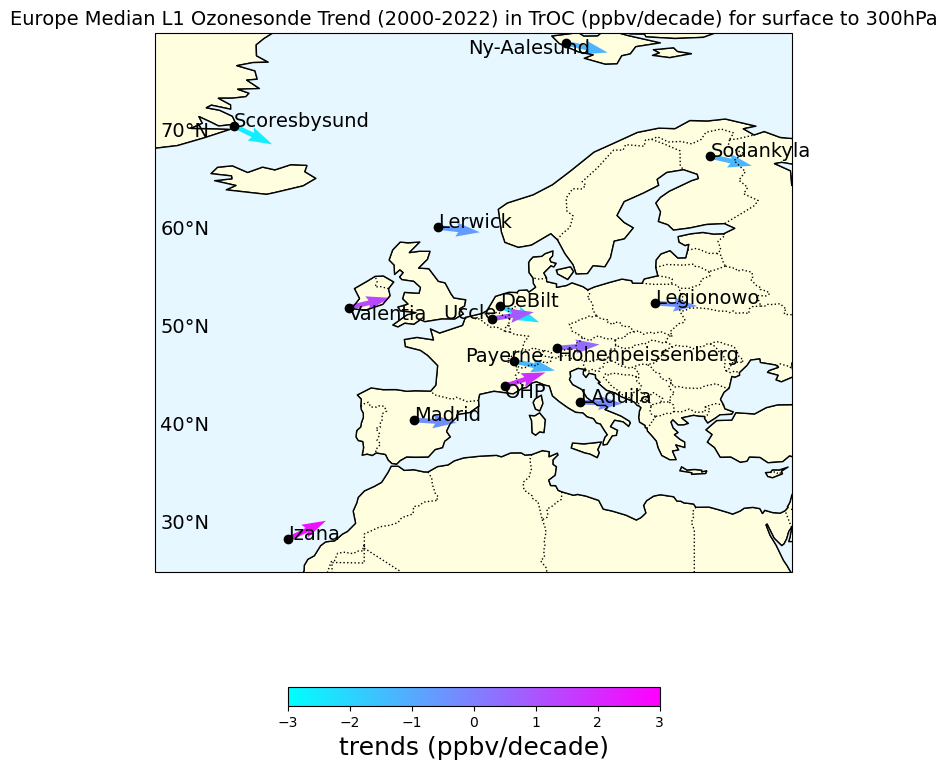 Europe Median L1 Ozonesonde Trend (2000-2022) in TrOC (ppbv/decade) for surface to 300hPa
Ny-Aalesund
Scoresbysund
70°N
Sodankyla
Lerwick
60°N
Legionowo
DeBilt
Uccle
Valentia
50°N
Payerne
Hohenpeissenberg
OHP
LAquila
Madrid
40°N
Izana
30°N
−3 −2 −1 0 1 2 3
trends (ppbv/decade)